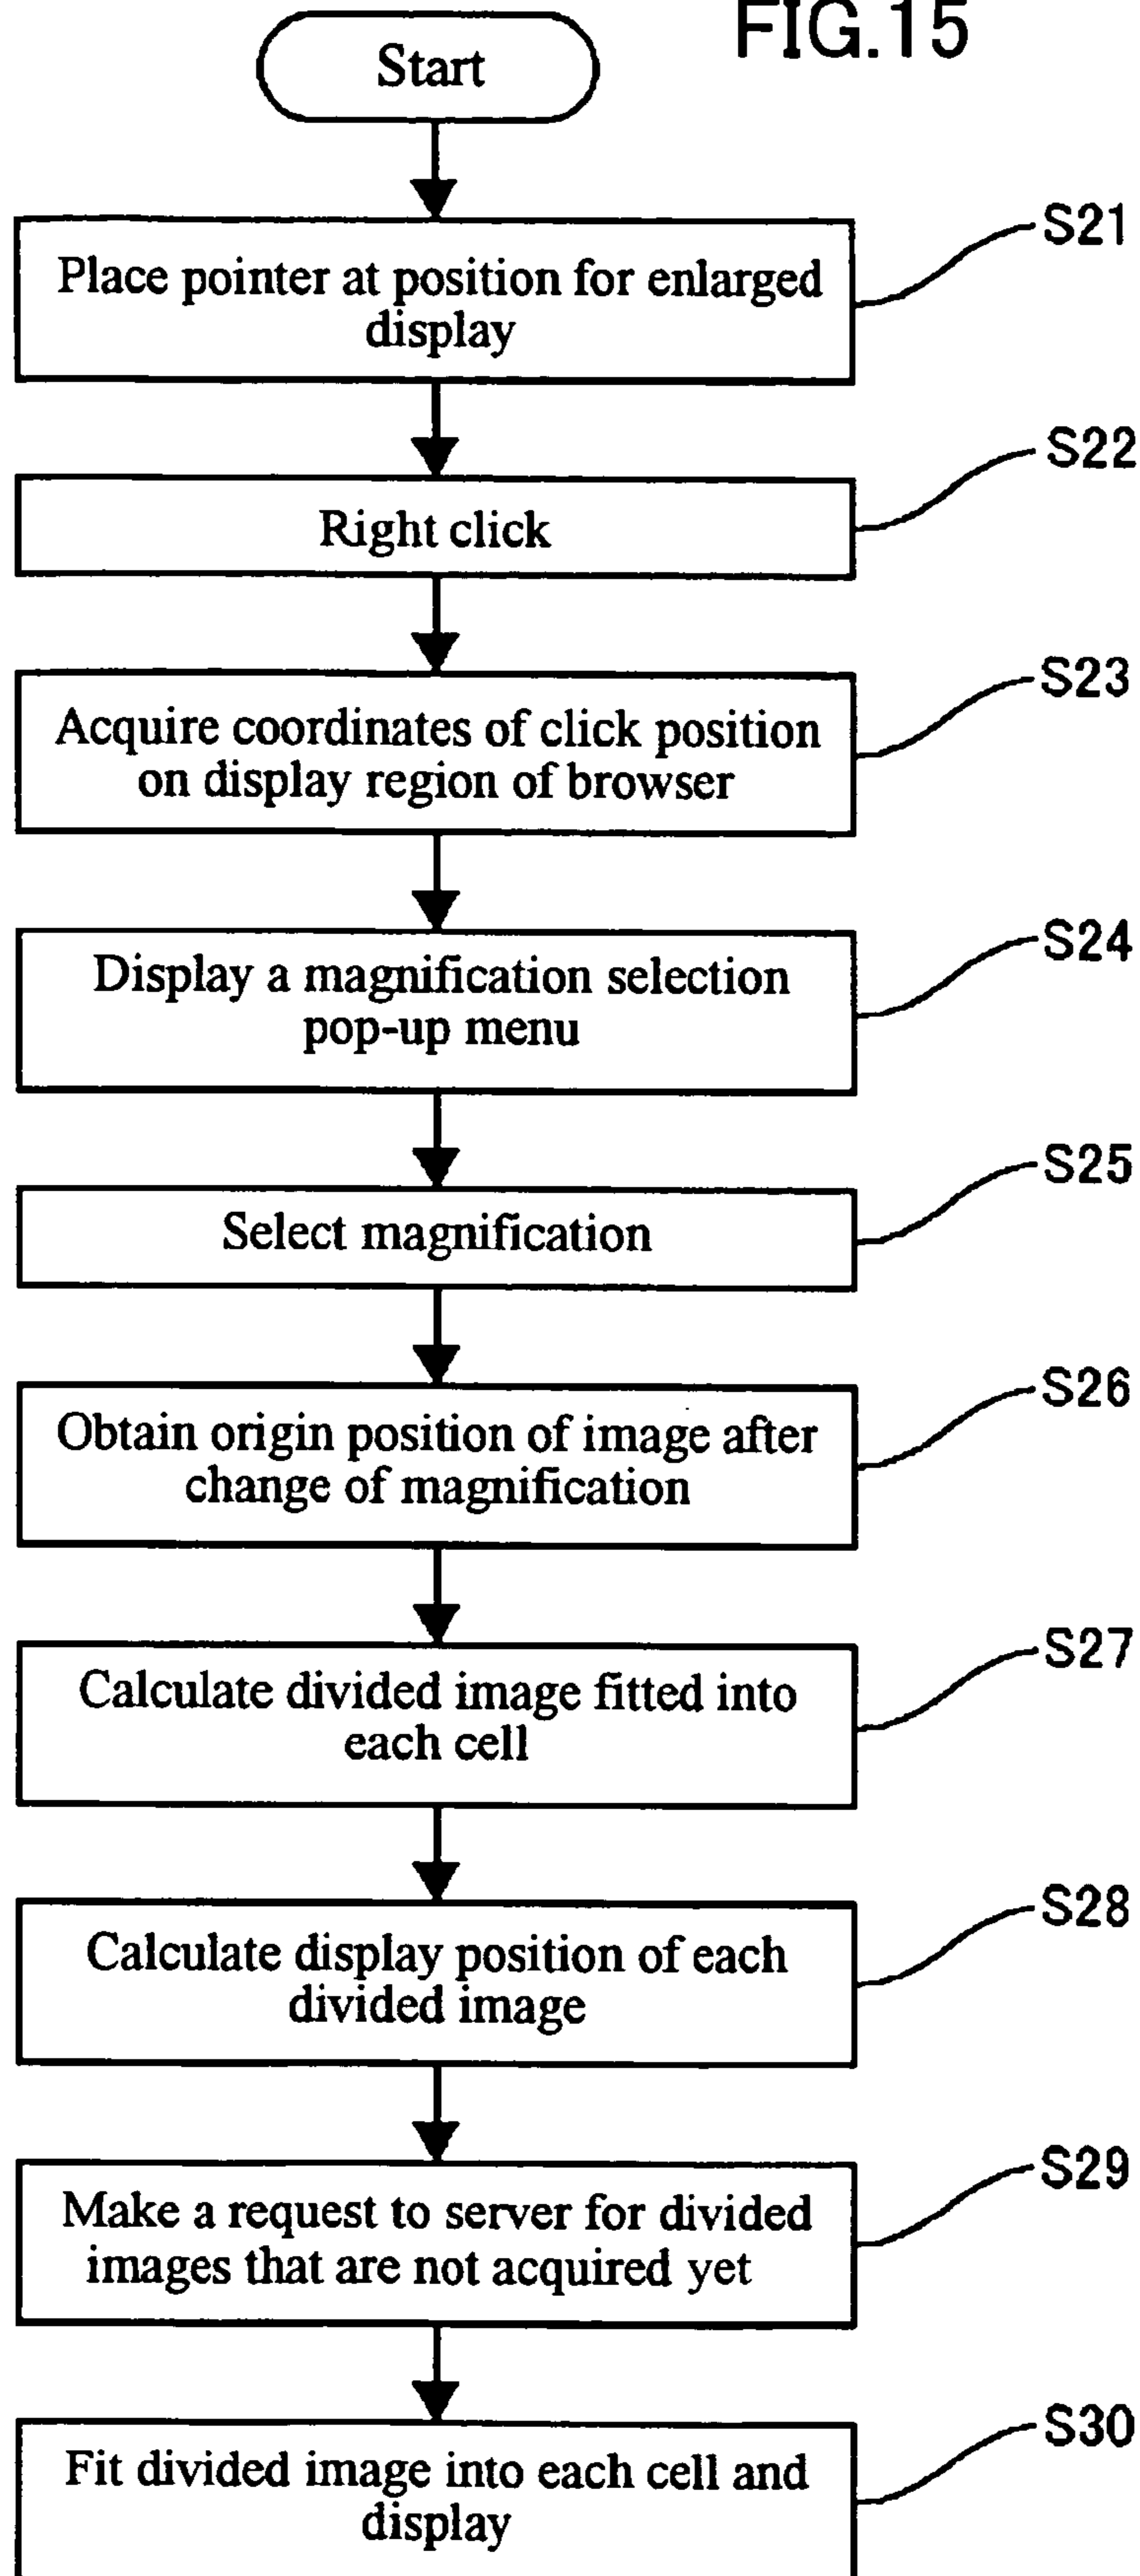 FIG.15
Start
Place pointer at position for enlarged
display
S21
Right click
S22
Acquire coordinates of click position
on display region of browser
S23
Display a magnification selection
pop-up menu
S24
Select magnification
S25
Obtain origin position of image after
change of magnification
S26
Calculate divided image fitted into
each cell
S27
Calculate display position of each
divided image
S28
Make a request to server for divided
images that are not acquired yet
S29
Fit divided image into each cell and
display
S30